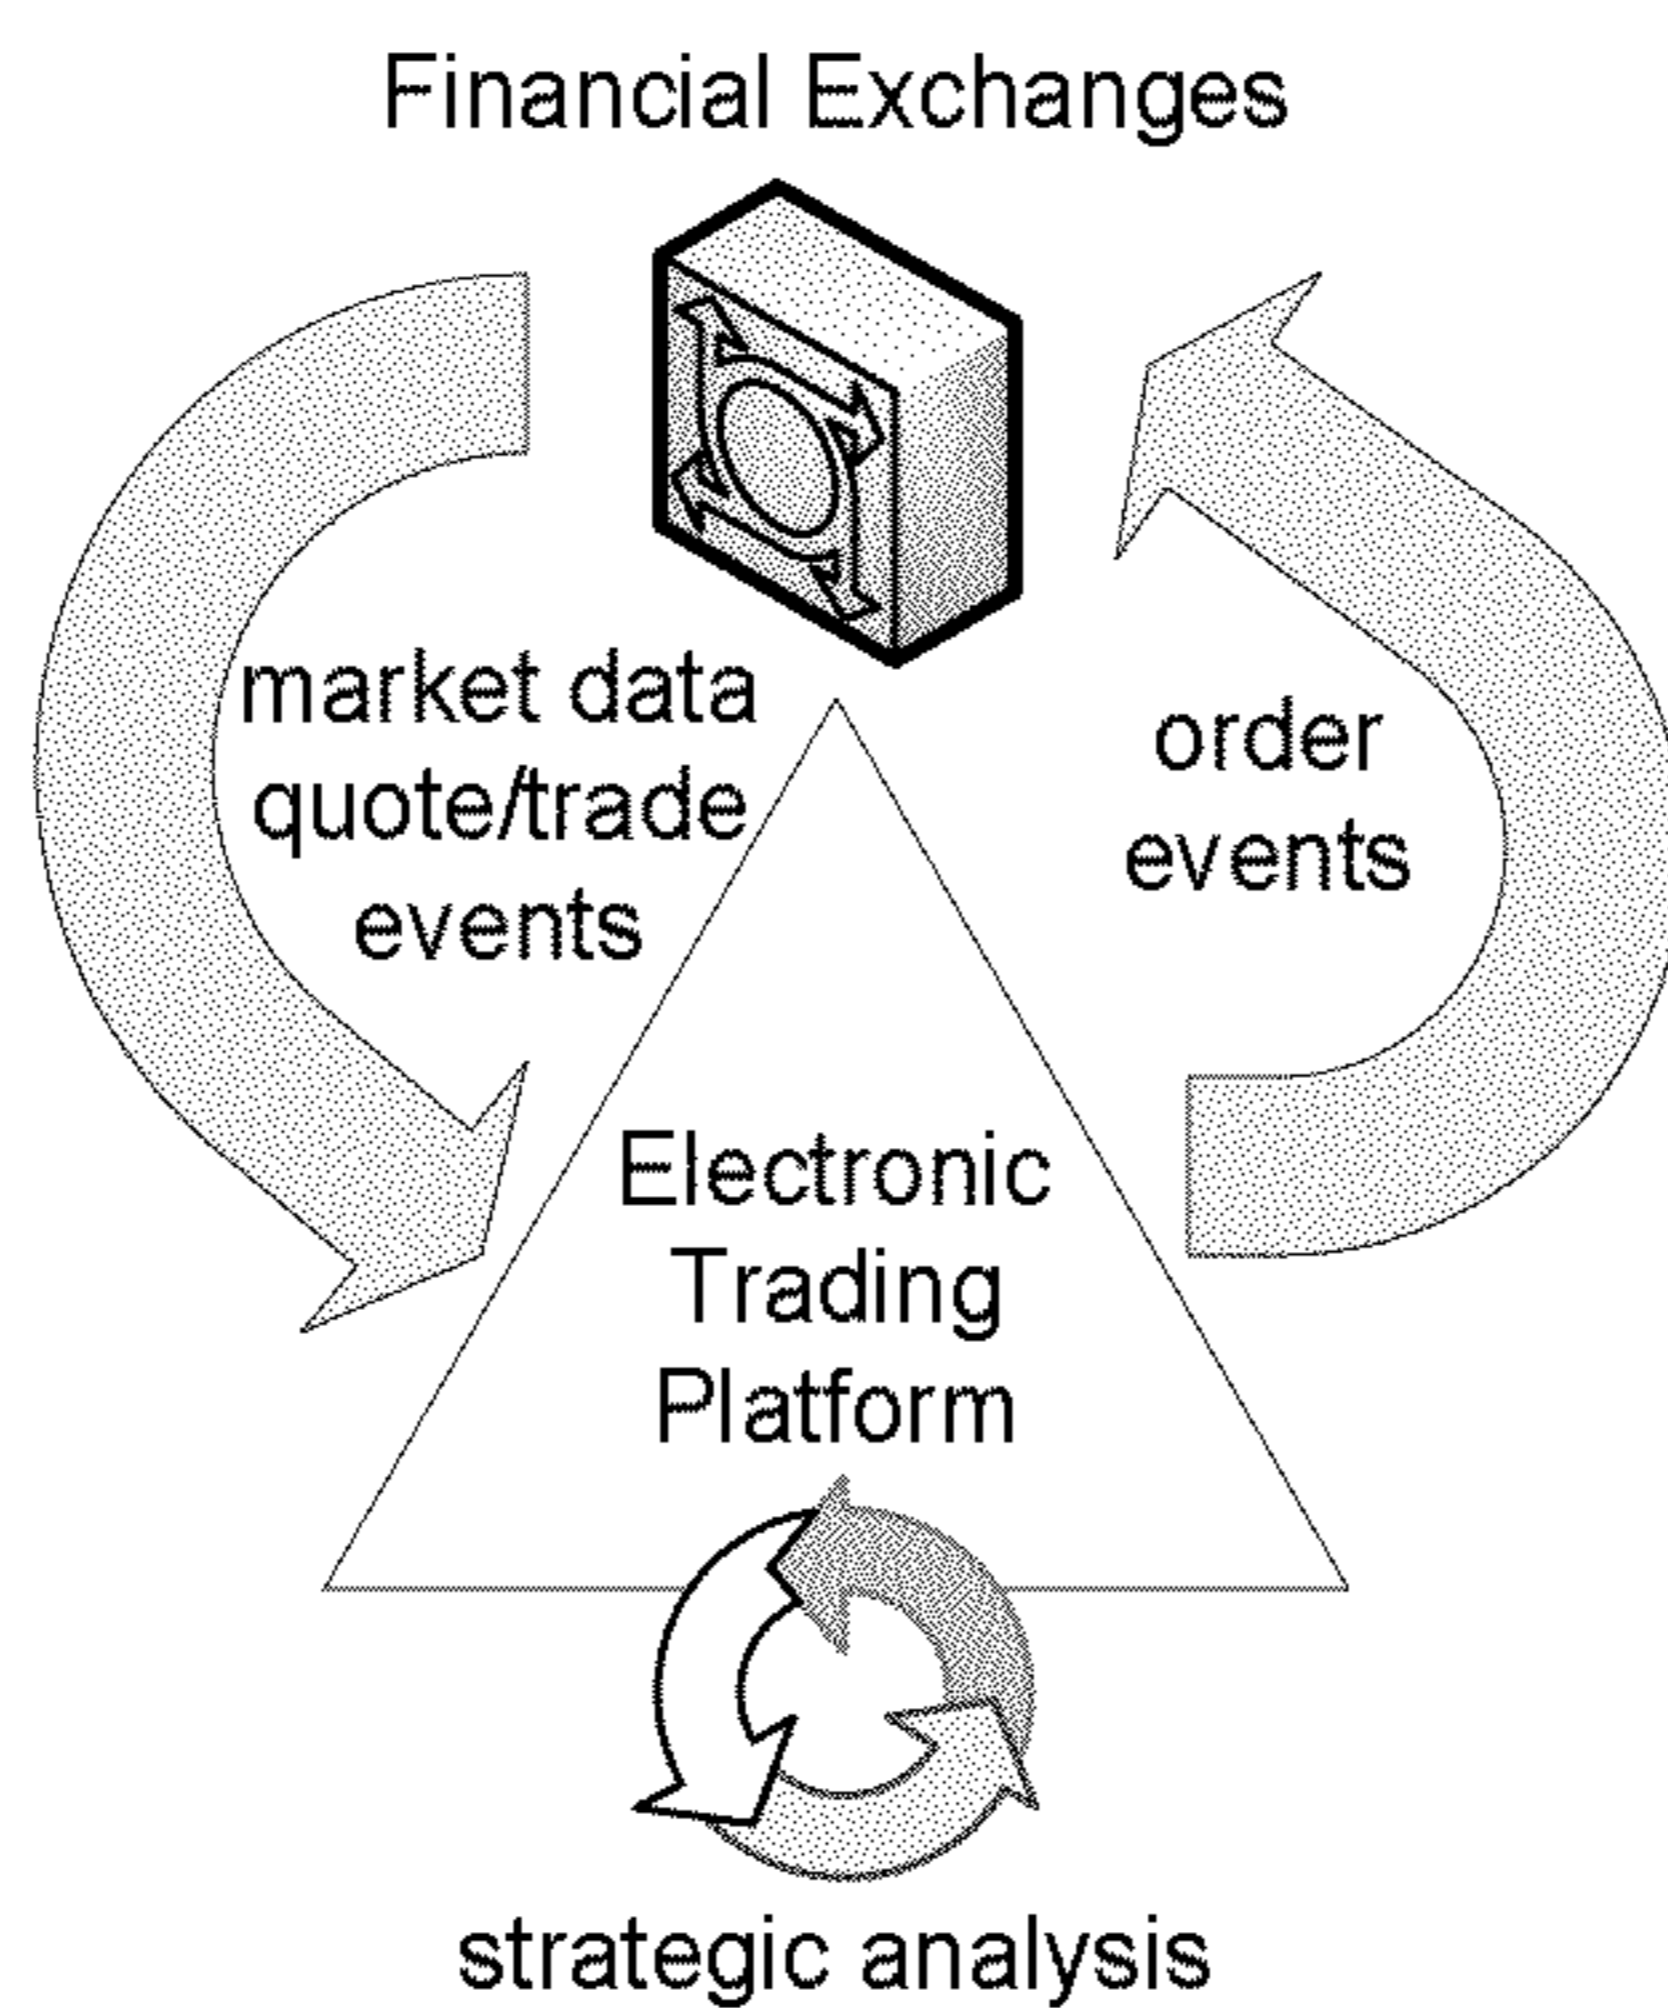 Financial Exchanges
market data
quote/trade
events
order
events
Electronic
Trading
Platform
strategic analysis